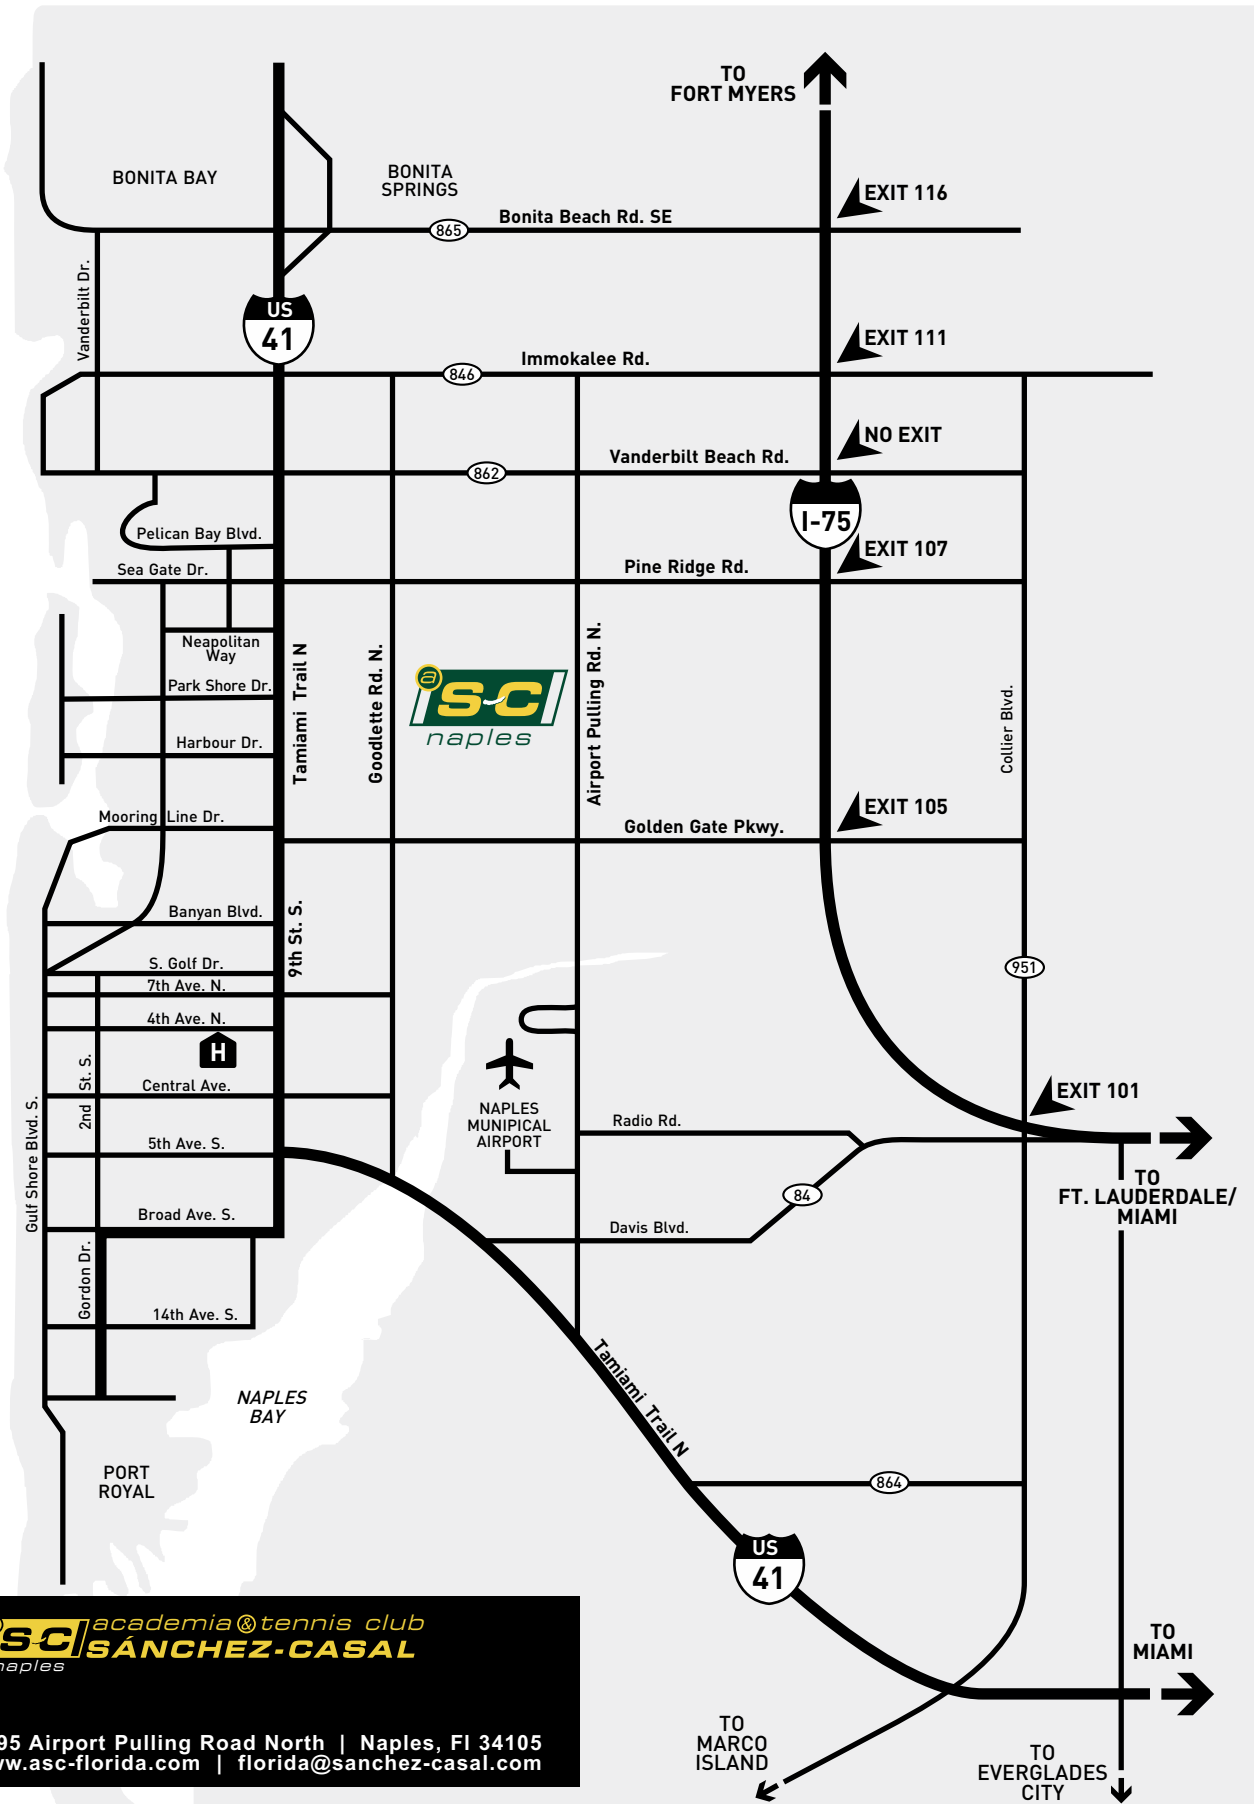 TO
FORT MYERS
BONITA BAY
BONITA
SPRINGS
EXIT 116
Bonita Beach Rd. SE
865
Vanderbilt Dr.
US
41
EXIT 111
Immokalee Rd.
846
NO EXIT
Vanderbilt Beach Rd.
862
I-75
Pelican Bay Blvd.
EXIT 107
Sea Gate Dr.
Pine Ridge Rd.
Neapolitan
Way
Park Shore Dr.
Harbour Dr.
Tamiami Trail N
Goodlette Rd. N.
a
S-C
naples
Airport Pulling Rd. N.
Collier Blvd.
EXIT 105
Mooring Line Dr.
Golden Gate Pkwy.
Banyan Blvd.
9th St. S.
S. Golf Dr.
951
7th Ave. N.
4th Ave. N.
H
2nd St. S.
Central Ave.
EXIT 101
NAPLES
MUNIPICAL
AIRPORT
Radio Rd.
Gulf Shore Blvd. S.
5th Ave. S.
84
TO
FT. LAUDERDALE/
MIAMI
Broad Ave. S.
Davis Blvd.
Gordon Dr.
14th Ave. S.
Tamiami Trail N
NAPLES
BAY
PORT
ROYAL
864
US
41
academia & tennis club
SC SÁNCHEZ-CASAL
naples
TO
MIAMI
95 Airport Pulling Road North | Naples, Fl 34105
w.asc-florida.com | florida@sanchez-casal.com
TO
MARCO
ISLAND
TO
EVERGLADES
CITY